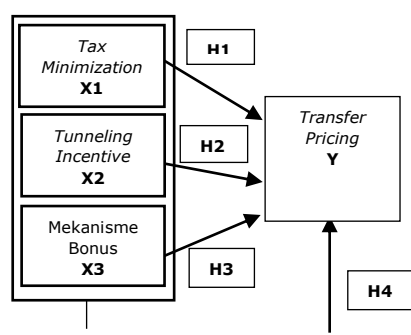 Tax
Minimization
X1
H1
Tunneling
Incentive
X2
H2
Transfer
Pricing
Y
Mekanisme
Bonus
X3
H3
H4